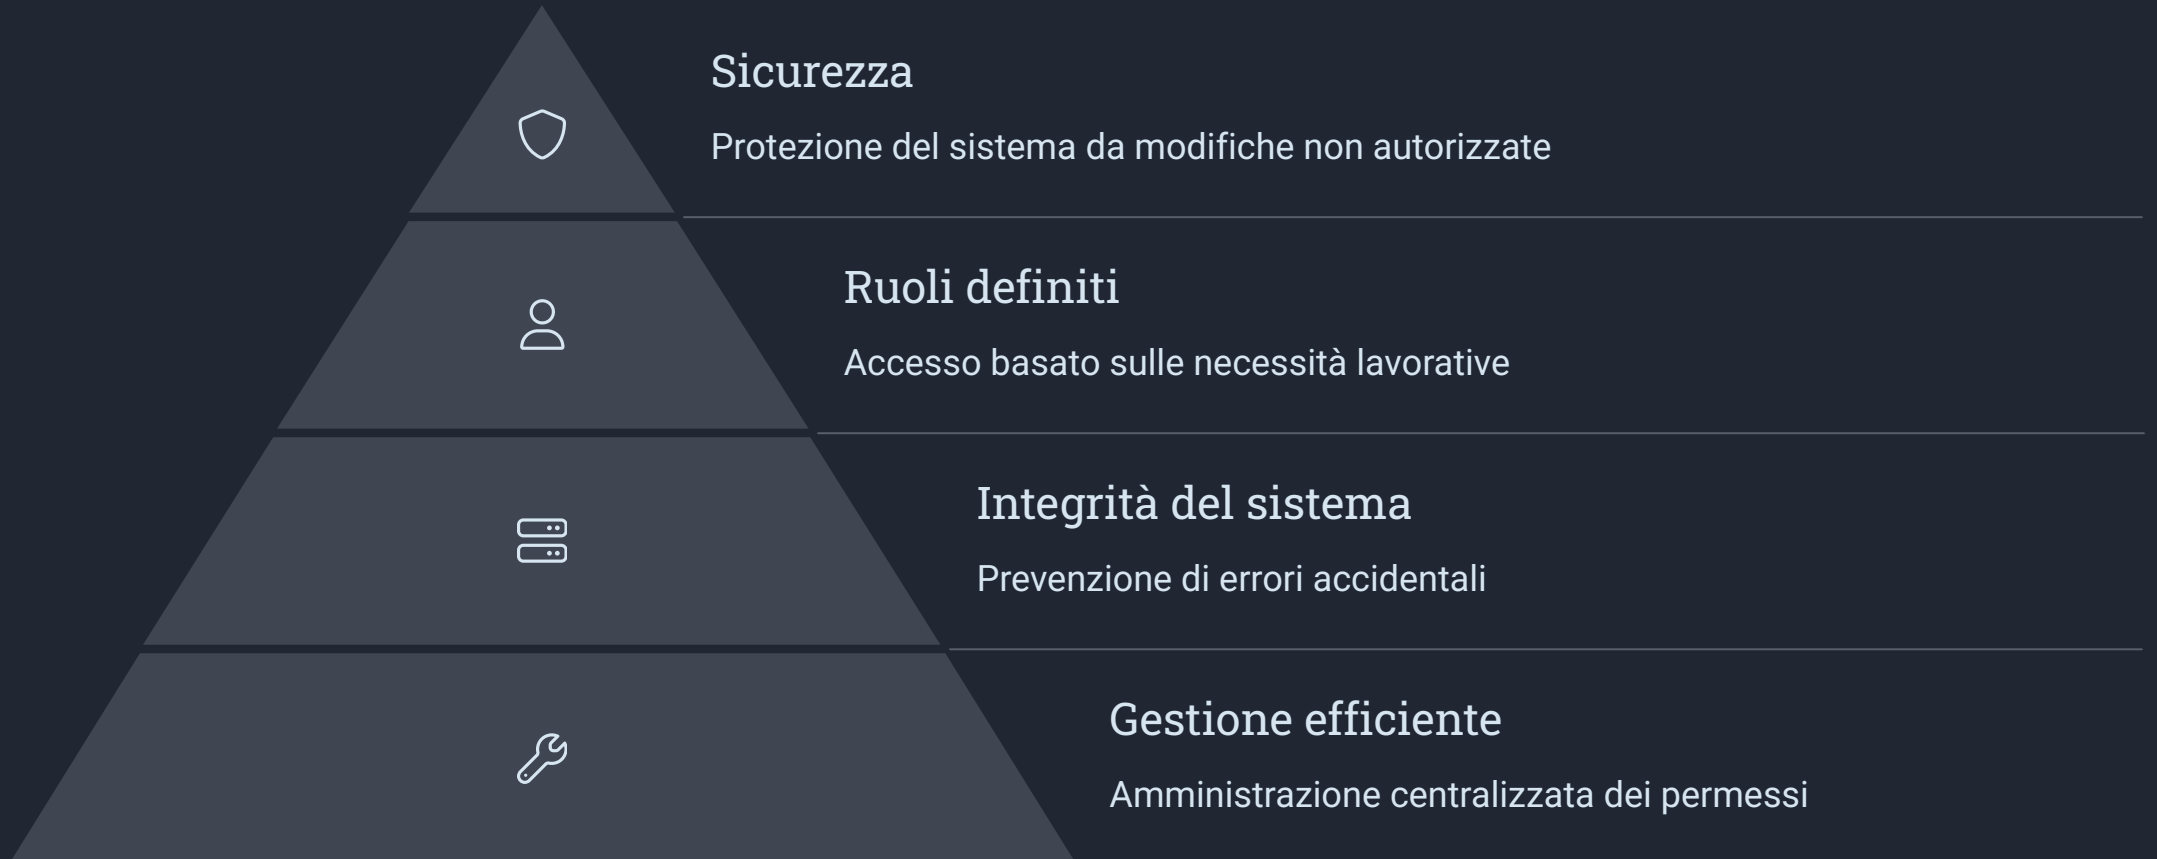 Sicurezza
Protezione del sistema da modifiche non autorizzate
Ruoli definiti
Accesso basato sulle necessità lavorative
Integrità del sistema
Prevenzione di errori accidentali
Gestione efficiente
Amministrazione centralizzata dei permessi